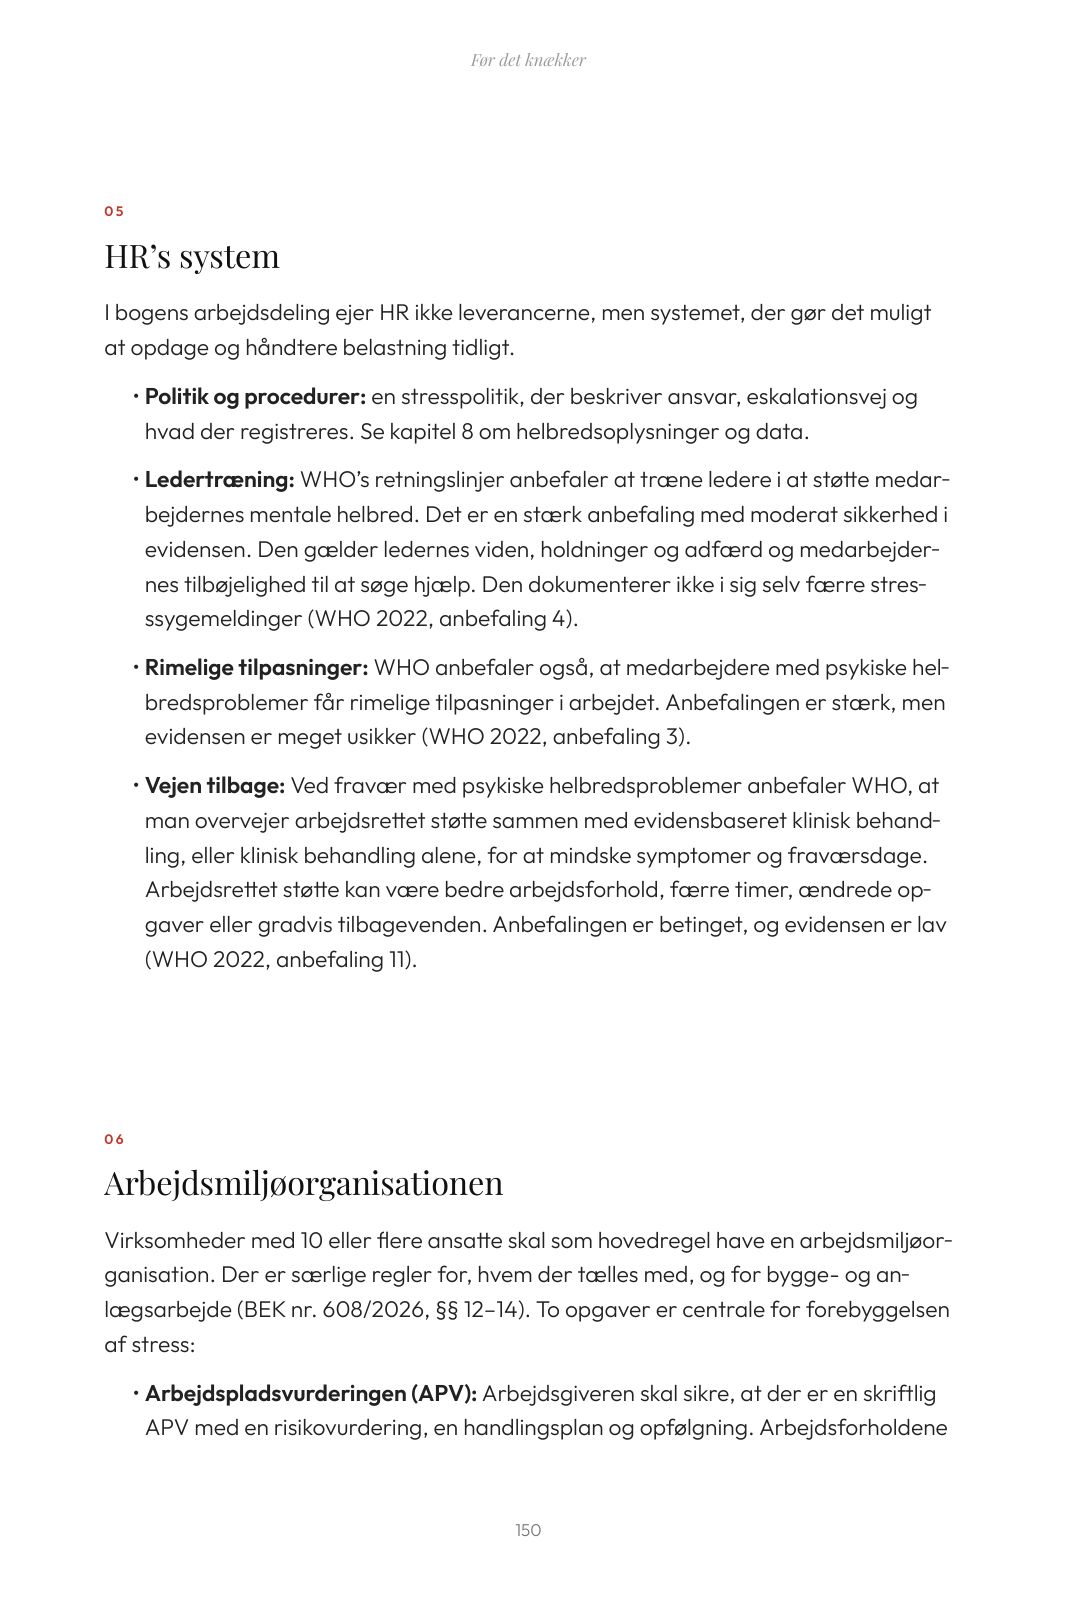 Før det knækker
05
HR’s system
I bogens arbejdsdeling ejer HR ikke leverancerne, men systemet, der gør det muligt
at opdage og håndtere belastning tidligt.
• Politik og procedurer: en stresspolitik, der beskriver ansvar, eskalationsvej og
hvad der registreres. Se kapitel 8 om helbredsoplysninger og data.
• Ledertræning: WHO’s retningslinjer anbefaler at træne ledere i at støtte medar-
bejdernes mentale helbred. Det er en stærk anbefaling med moderat sikkerhed i
evidensen. Den gælder ledernes viden, holdninger og adfærd og medarbejder-
nes tilbøjelighed til at søge hjælp. Den dokumenterer ikke i sig selv færre stres-
ssygemeldinger (WHO 2022, anbefaling 4).
• Rimelige tilpasninger: WHO anbefaler også, at medarbejdere med psykiske hel-
bredsproblemer får rimelige tilpasninger i arbejdet. Anbefalingen er stærk, men
evidensen er meget usikker (WHO 2022, anbefaling 3).
• Vejen tilbage: Ved fravær med psykiske helbredsproblemer anbefaler WHO, at
man overvejer arbejdsrettet støtte sammen med evidensbaseret klinisk behand-
ling, eller klinisk behandling alene, for at mindske symptomer og fraværsdage.
Arbejdsrettet støtte kan være bedre arbejdsforhold, færre timer, ændrede op-
gaver eller gradvis tilbagevenden. Anbefalingen er betinget, og evidensen er lav
(WHO 2022, anbefaling 11).
06
Arbejdsmiljøorganisationen
Virksomheder med 10 eller flere ansatte skal som hovedregel have en arbejdsmiljøor-
ganisation. Der er særlige regler for, hvem der tælles med, og for bygge- og an-
lægsarbejde (BEK nr. 608/2026, §§ 12–14). To opgaver er centrale for forebyggelsen
af stress:
• Arbejdspladsvurderingen (APV): Arbejdsgiveren skal sikre, at der er en skriftlig
APV med en risikovurdering, en handlingsplan og opfølgning. Arbejdsforholdene
150